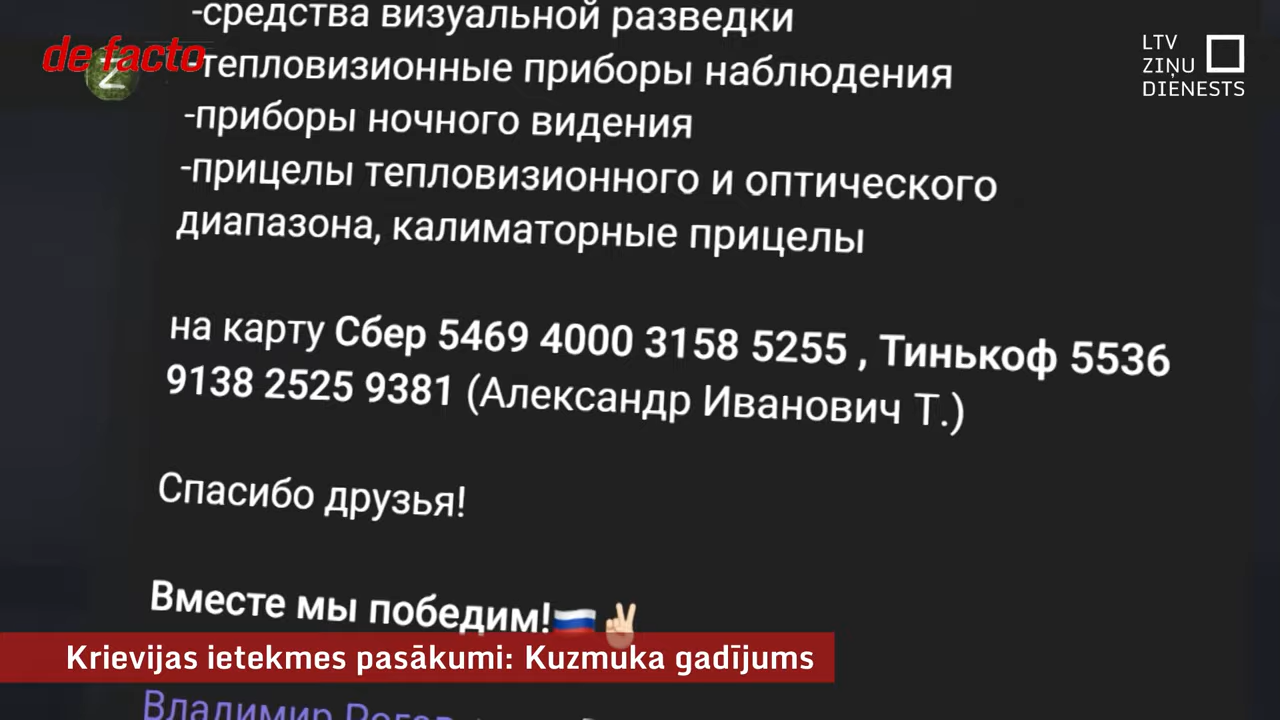 -средства визуальной разведки
de facto
LTV
-тепловизионные приборы наблюдения
ZIŅU
Z
DIENESTS
-приборы ночного видения
-прицелы тепловизионного и оптического
диапазона, калиматорные прицелы
на карту Сбер 5469 4000 3158 5255 , Тинькоф 5536
9138 2525 9381 (Александр Иванович Т.)
Спасибо друзья!
Вместе мы победим!🇷🇺✌🏻
Krievijas ietekmes pasākumi: Kuzmuka gadījums
Владимир